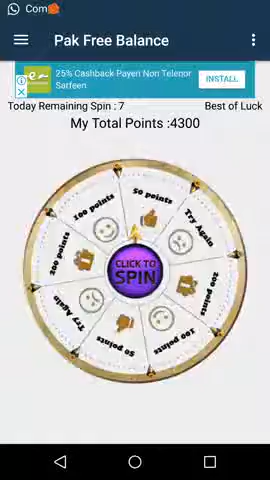 Com
Pak Free Balance
25% Cashback Payen Non Telenor
Sarfeen
INSTALL
Today Remaining Spin : 7
Best of Luck
My Total Points :4300
50 points
Try Again
200 points
100 points
50 points
Try Again
200 points
100 points
CLICK TO
SPIN